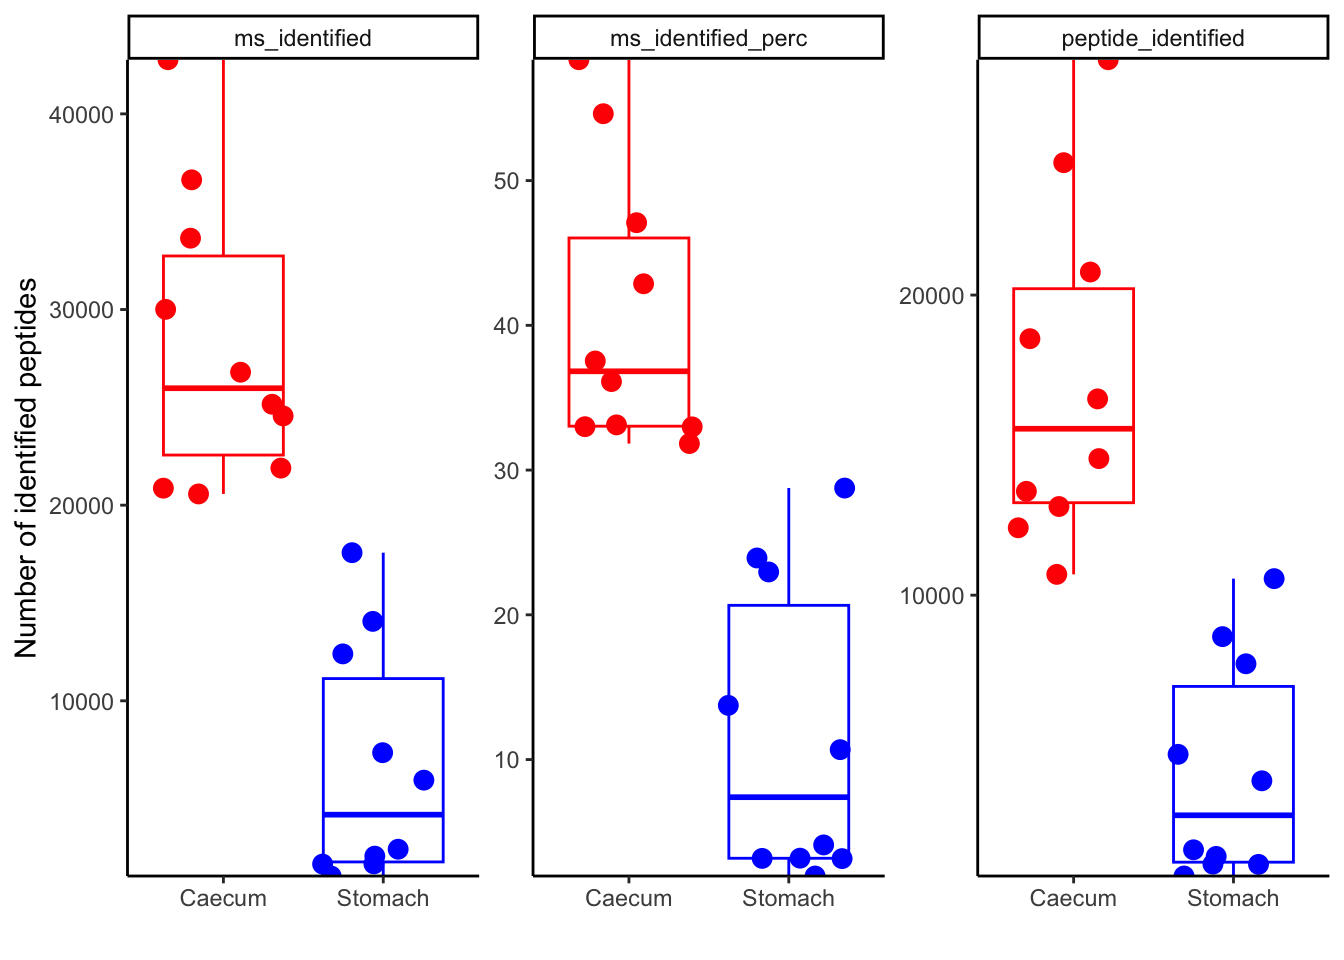 ms_identified
ms_identified_perc
peptide_identified
Number of identified peptides
40000
30000
20000
10000
50
40
30
20
10
20000
10000
Caecum
Stomach
Caecum
Stomach
Caecum
Stomach